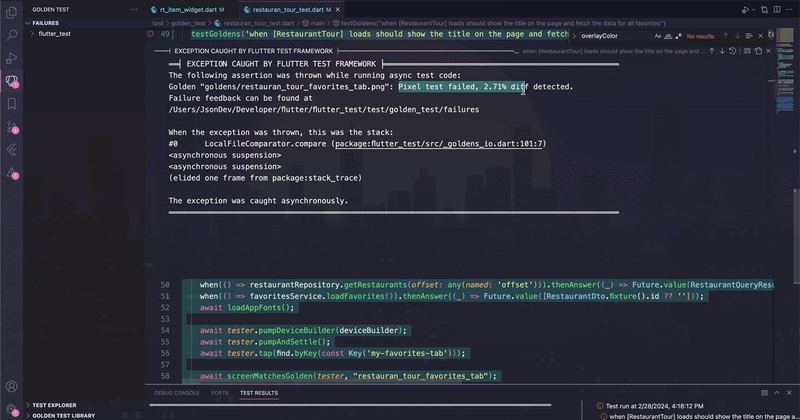 GOLDEN TEST
rt_item_widget.dart
restauran_tour_test.dart
FAILURES
flutter_test
test > golden_test > restauran_tour_test.dart > main > testGoldens("when [RestaurantTour] loads should show the title on the page and fetch the data for all favorites")
49 testGoldens('when [RestaurantTour] loads should show the title on the page and fetch
overlayColor
Aa
No results
EXCEPTION CAUGHT BY FLUTTER TEST FRAMEWORK
when [RestaurantTour] loads should show the title on the page and
EXCEPTION CAUGHT BY FLUTTER TEST FRAMEWORK
The following assertion was thrown while running async test code:
Golden "goldens/restauran_tour_favorites_tab.png": Pixel test failed, 2.71% diff detected.
Failure feedback can be found at
/Users/JsonDev/Developer/flutter/flutter_test/test/golden_test/failures
When the exception was thrown, this was the stack:
#0 LocalFileComparator.compare (package:flutter_test/src/_goldens_io.dart:101:7)
<asynchronous suspension>
<asynchronous suspension>
(elided one frame from package:stack_trace)
The exception was caught asynchronously.
50 when(() => restaurantRepository.getRestaurants(offset: any(named: 'offset'))).thenAnswer((_) => Future.value(RestaurantQueryResu
51 when(() => favoritesService.loadFavorites()).thenAnswer((_) => Future.value([RestaurantDto.fixture().id ?? '']));
52 await loadAppFonts();
53
54 await tester.pumpDeviceBuilder(deviceBuilder);
55 await tester.pumpAndSettle();
56 await tester.tap(find.byKey(const Key('my-favorites-tab')));
57
58 await screenMatchesGolden(tester, "restauran_tour_favorites_tab");
DEBUG CONSOLE
PORTS
TEST RESULTS
TEST EXPLORER
GOLDEN TEST LIBRARY
Test run at 2/28/2024, 4:18:12 PM
when [RestaurantTour] loads should show the title on the page a